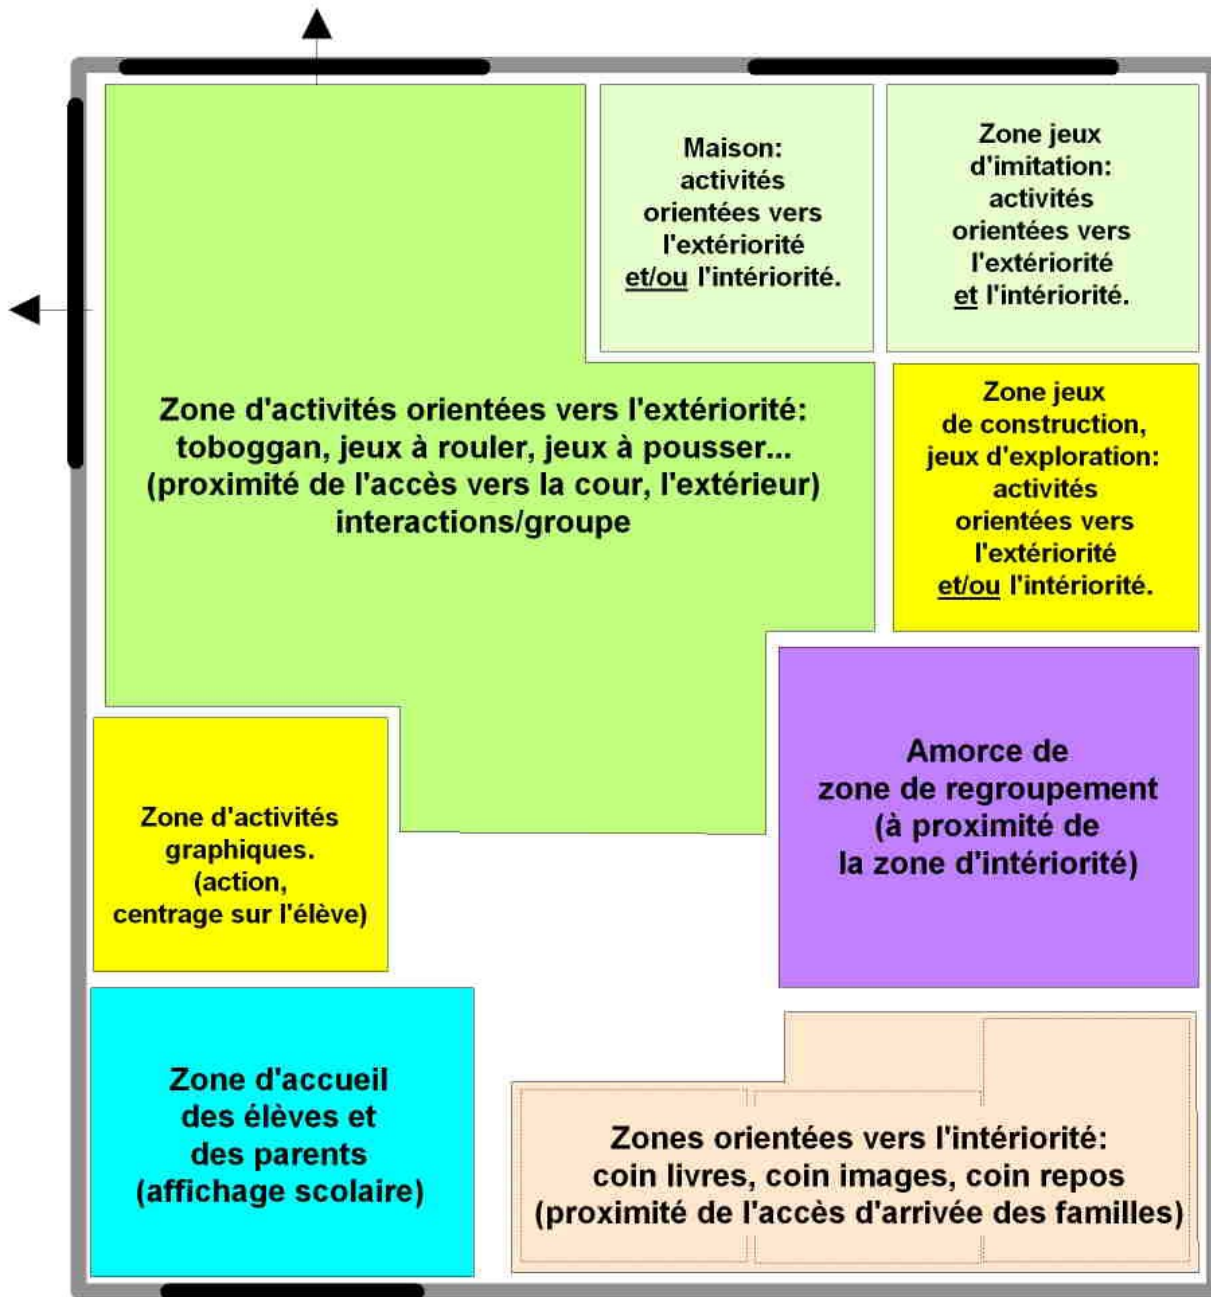 Maison:
activités
orientées vers
l'extériorité
et/ou l'intériorité.
Zone jeux
d'imitation:
activités
orientées vers
l'extériorité
et l'intériorité.
Zone d'activités orientées vers l'extériorité:
toboggan, jeux à rouler, jeux à pousser...
(proximité de l'accès vers la cour, l'extérieur)
interactions/groupe
Zone jeux
de construction,
jeux d'exploration:
activités
orientées vers
l'extériorité
et/ou l'intériorité.
Amorce de
zone de regroupement
(à proximité de
la zone d'intériorité)
Zone d'activités
graphiques.
(action,
centrage sur l'élève)
Zone d'accueil
des élèves et
des parents
(affichage scolaire)
Zones orientées vers l'intériorité:
coin livres, coin images, coin repos
(proximité de l'accès d'arrivée des familles)